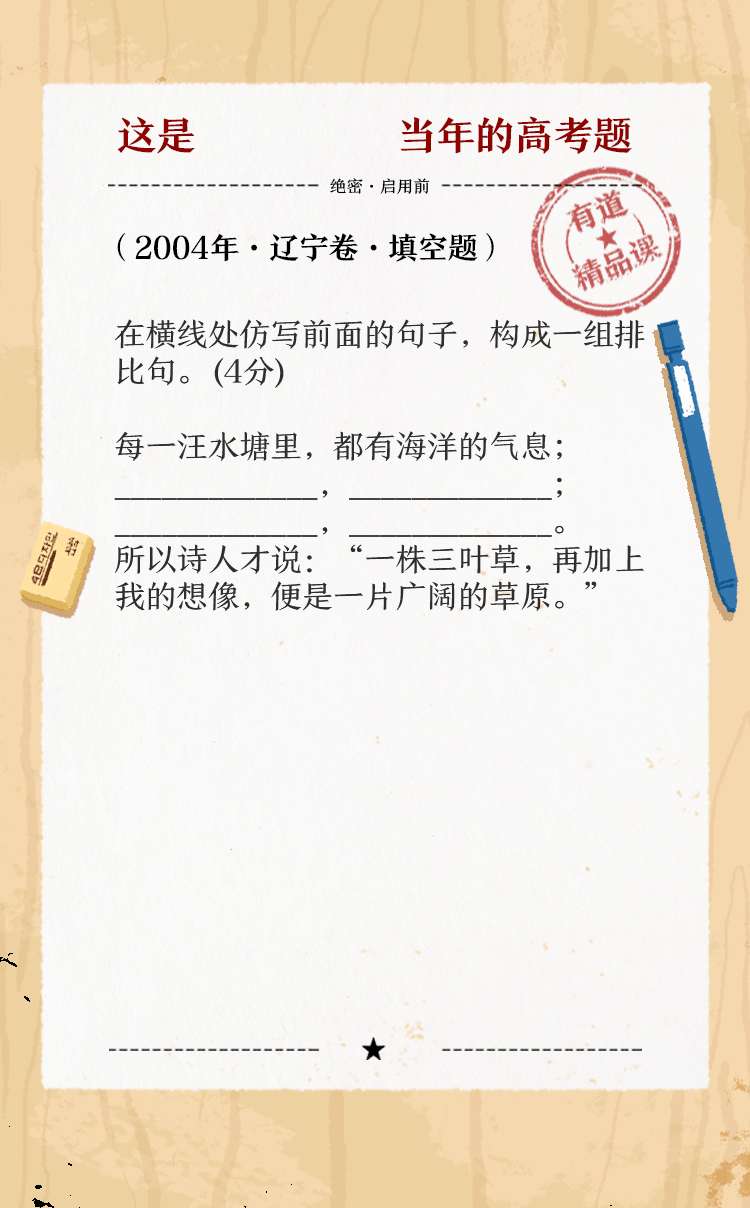 这是 当年的高考题
绝密·启用前
有道
精品课
（2004年·辽宁卷·填空题）
在横线处仿写前面的句子，构成一组排
比句。(4分)
每一汪水塘里，都有海洋的气息；
_____________，_____________；
_____________，_____________。
所以诗人才说：“一株三叶草，再加上
我的想像，便是一片广阔的草原。”